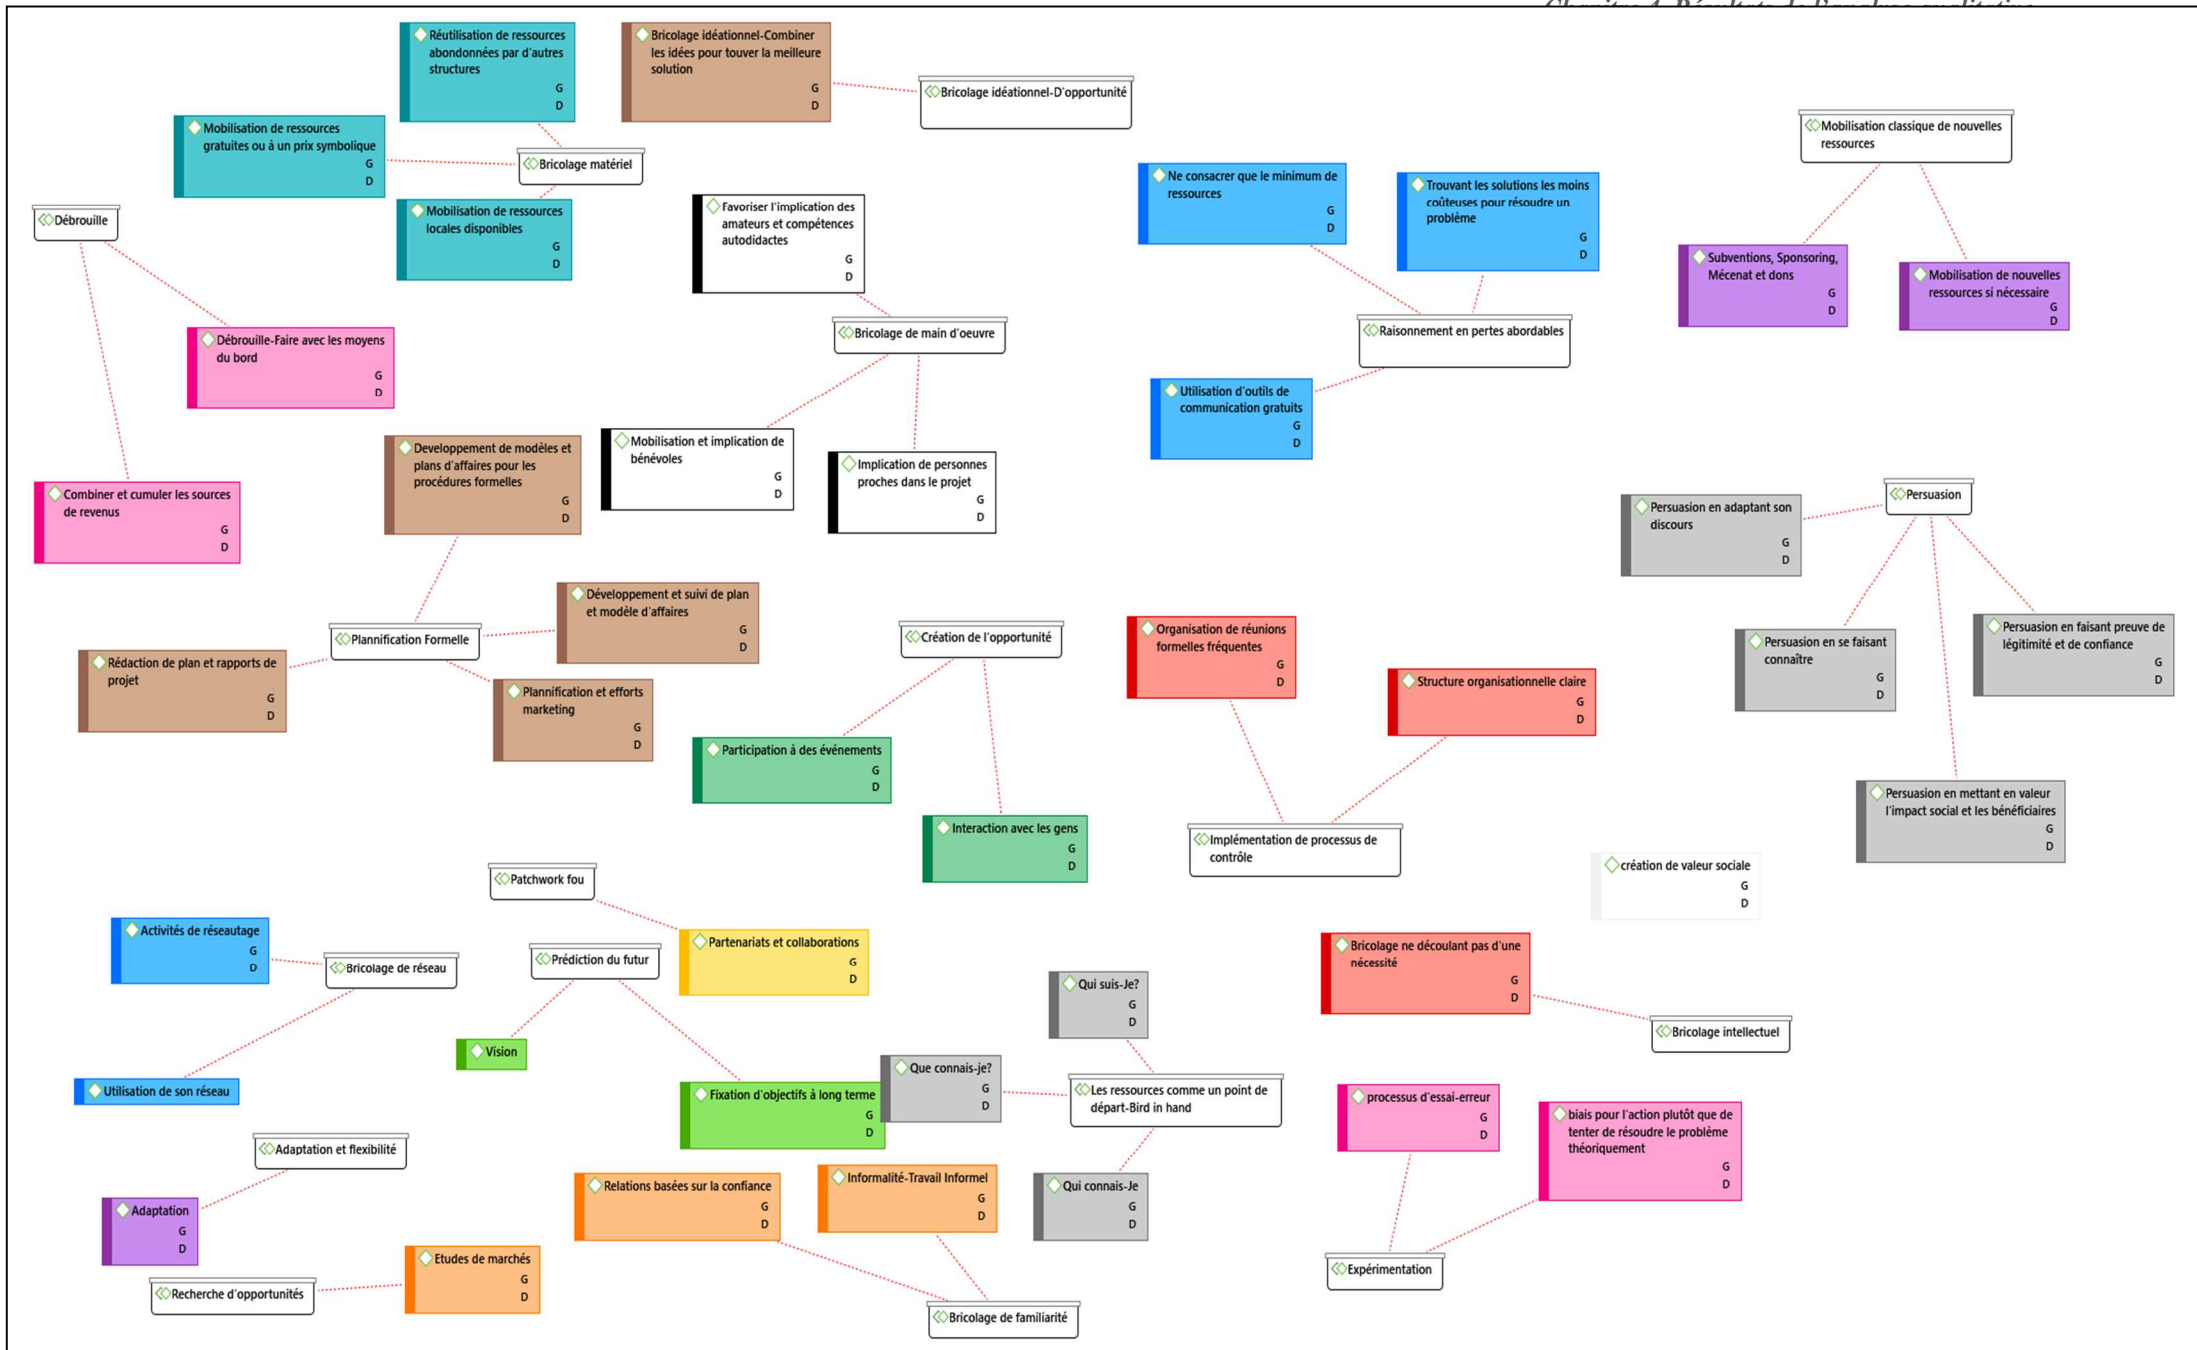 Chapitre 4. Résultats de l'analyse qualitative
Réutilisation de ressources
abondonnées par d'autres
structures
G
D
Bricolage idéationnel-Combiner
les idées pour touver la meilleure
solution
G
D
Bricolage idéationnel-D'opportunité
Mobilisation classique de nouvelles
ressources
Mobilisation de ressources
gratuites ou à un prix symbolique
G
D
Bricolage matériel
Ne consacrer que le minimum de
ressources
G
D
Trouvant les solutions les moins
coûteuses pour résoudre un
problème
G
D
Débrouille
Mobilisation de ressources
locales disponibles
G
D
Favoriser l'implication des
amateurs et compétences
autodidactes
G
D
Subventions, Sponsoring,
Mécenat et dons
G
D
Mobilisation de nouvelles
ressources si nécessaire
G
D
Débrouille-Faire avec les moyens
du bord
G
D
Bricolage de main d'oeuvre
Raisonnement en pertes abordables
Utilisation d'outils de
communication gratuits
G
D
Developpement de modèles et
plans d'affaires pour les
procédures formelles
G
D
Mobilisation et implication de
bénévoles
G
D
Implication de personnes
proches dans le projet
G
D
Combiner et cumuler les sources
de revenus
G
D
Persuasion en adaptant son
discours
G
D
Persuasion
Développement et suivi de plan
et modèle d'affaires
G
D
Plannification Formelle
Création de l'opportunité
Organisation de réunions
formelles fréquentes
G
D
Persuasion en se faisant
connaître
G
D
Persuasion en faisant preuve de
légitimité et de confiance
G
D
Rédaction de plan et rapports de
projet
G
D
Plannification et efforts
marketing
G
D
Structure organisationnelle claire
G
D
Participation à des événements
G
D
Interaction avec les gens
G
D
Implémentation de processus de
contrôle
Persuasion en mettant en valeur
l'impact social et les bénéficiaires
G
D
création de valeur sociale
G
D
Patchwork fou
Activités de réseautage
G
D
Bricolage de réseau
Prédiction du futur
Partenariats et collaborations
G
D
Bricolage ne découlant pas d'une
nécessité
G
D
Qui suis-Je?
G
D
Bricolage intellectuel
Vision
Utilisation de son réseau
Fixation d'objectifs à long terme
G
D
Que connais-je?
G
D
Les ressources comme un point de
départ-Bird in hand
processus d'essai-erreur
G
D
biais pour l'action plutôt que de
tenter de résoudre le problème
théoriquement
G
D
Adaptation et flexibilité
Relations basées sur la confiance
G
D
Informalité-Travail Informel
G
D
Qui connais-Je
G
D
Adaptation
G
D
Etudes de marchés
G
D
Recherche d'opportunités
Expérimentation
Bricolage de familiarité